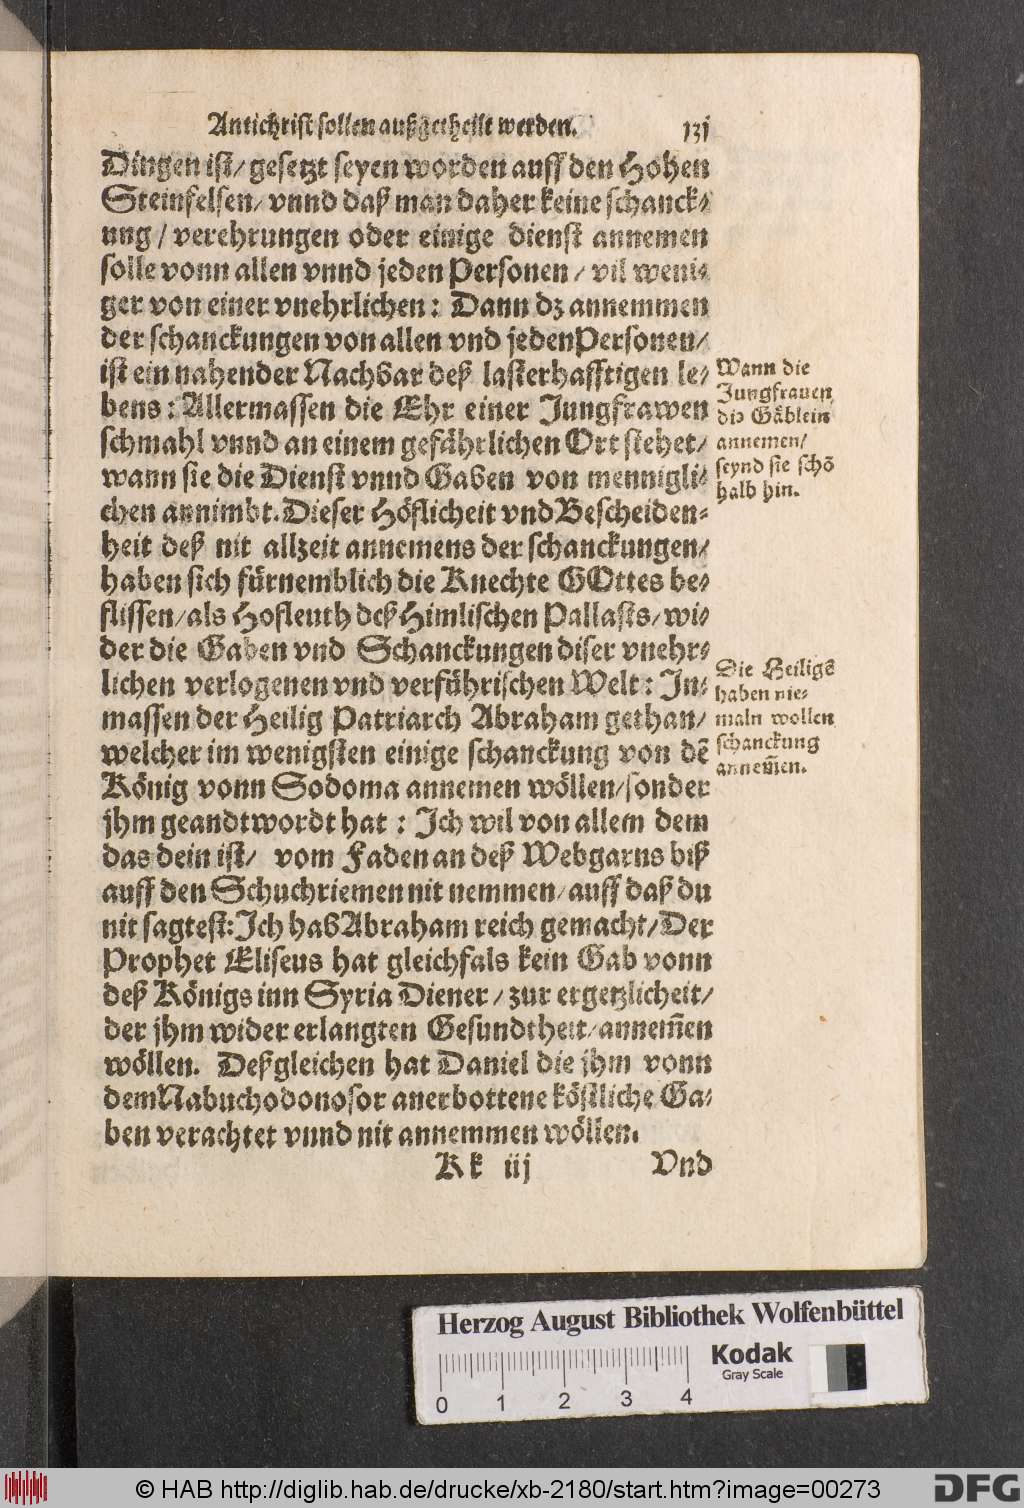 Antichrist sollen außgetheilt werden. 131
Dingen ist/ gesetzt seyen worden auff den Hohen
Steinfelsen/ vnnd daß man daher keine schanck-
ung/ verehrungen oder einige dienst annemen
solle vonn allen vnnd jeden Personen/ vil weni-
ger von einer vnehrlichen: Dann dz annemmen
der schanckungen von allen vnd jeden Personen/
ist ein nahender Nachbar deß lasterhafftigen le-
bens: Allermassen die Ehr einer Jungfrawen
schmahl vnnd an einem gefährlichen Ort stehet/
wann sie die Dienst vnnd Gaben von mennigli-
chen annimbt. Dieser Höflicheit vnd Bescheiden-
heit deß nit allzeit annemens der schanckungen/
haben sich fürnemblich die Knechte GOttes be-
flissen/ als Hofleuth deß Himlischen Pallasts/ wi-
der die Gaben vnd Schanckungen diser vnehr-
lichen verlogenen vnd verführischen Welt: In-
massen der Heilig Patriarch Abraham gethan/
welcher im wenigsten einige schanckung von dẽ
König vonn Sodoma annemen wöllen/ sonder
jhm geandtwordt hat: Ich wil von allem dem
das dein ist/ vom Faden an deß Webgarns biß
auff den Schuchriemen nit nemmen/ auff daß du
nit sagtest: Ich hab Abraham reich gemacht/ Der
Prophet Eliseus hat gleichfals kein Gab vonn
deß Königs inn Syria Diener/ zur ergetzlicheit/
der jhm wider erlangten Gesundtheit/ annem̃en
wöllen. Deßgleichen hat Daniel die jhm vonn
dem Nabuchodonosor anerbottene köstliche Ga-
ben verachtet vnnd nit annemmen wöllen.
Kk iij Vnd
Wann die
Jungfrauen
die Gäblein
annemen/
seynd sie schõ
halb hin.
Die Heiligẽ
haben nie-
maln wollen
schanckung
annem̃en.
Herzog August Bibliothek Wolfenbüttel
Kodak
Gray Scale
0 1 2 3 4
© HAB http://diglib.hab.de/drucke/xb-2180/start.htm?image=00273
DFG